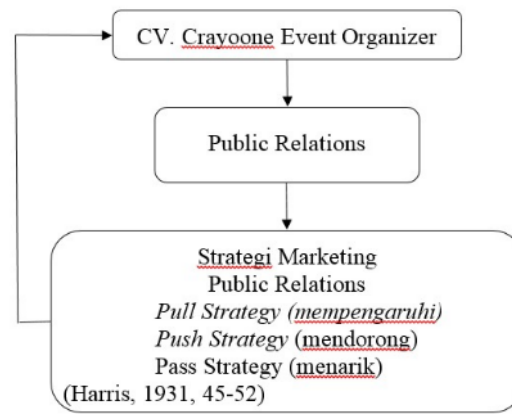 CV. Crayoone Event Organizer
Public Relations
Strategi Marketing
Public Relations
Pull Strategy (mempengaruhi)
Push Strategy (mendorong)
Pass Strategy (menarik)
(Harris, 1931, 45-52)